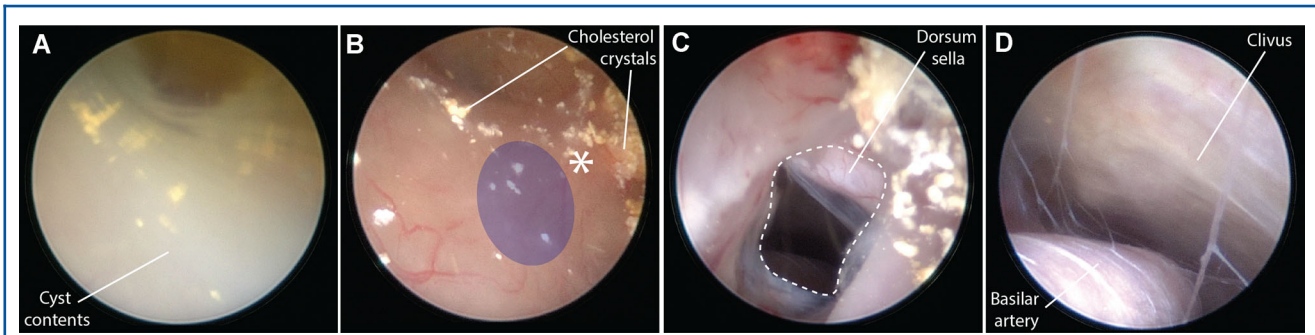 A
Cyst
contents
B
Cholesterol
crystals
*
C
Dorsum
sella
D
Clivus
Basilar
artery